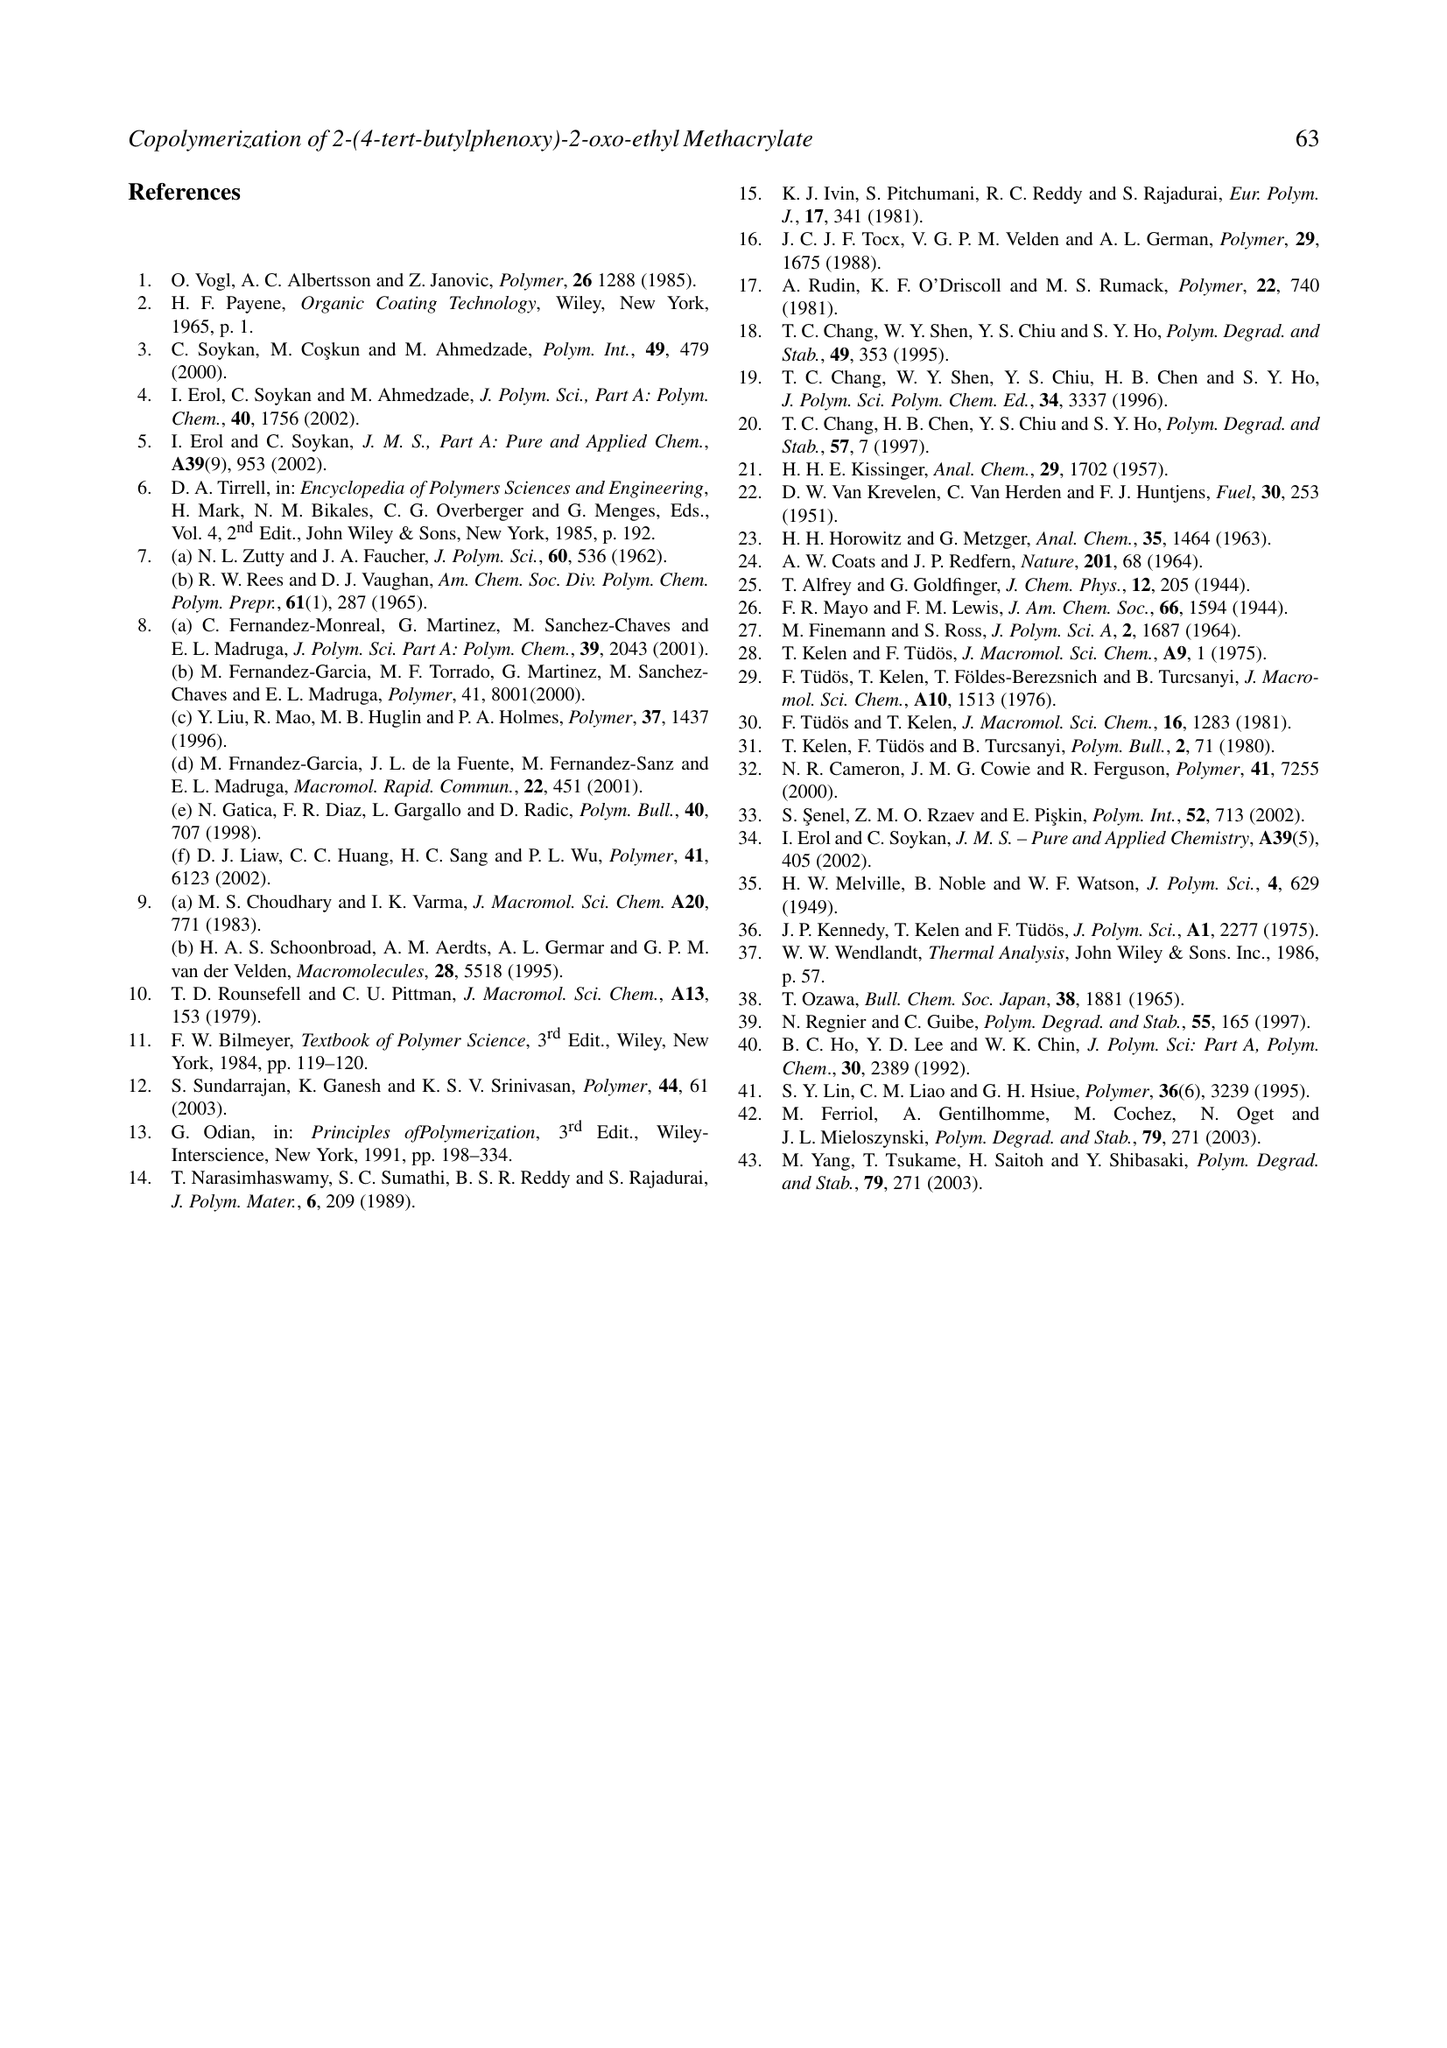 Copolymerization of 2-(4-tert-butylphenoxy)-2-oxo-ethyl Methacrylate 63
References
1. O. Vogl, A. C. Albertsson and Z. Janovic, Polymer, 26 1288 (1985).
2. H. F. Payene, Organic Coating Technology, Wiley, New York,
1965, p. 1.
3. C. Soykan, M. Coşkun and M. Ahmedzade, Polym. Int., 49, 479
(2000).
4. I. Erol, C. Soykan and M. Ahmedzade, J. Polym. Sci., Part A: Polym.
Chem., 40, 1756 (2002).
5. I. Erol and C. Soykan, J. M. S., Part A: Pure and Applied Chem.,
A39(9), 953 (2002).
6. D. A. Tirrell, in: Encyclopedia of Polymers Sciences and Engineering,
H. Mark, N. M. Bikales, C. G. Overberger and G. Menges, Eds.,
Vol. 4, 2nd Edit., John Wiley & Sons, New York, 1985, p. 192.
7. (a) N. L. Zutty and J. A. Faucher, J. Polym. Sci., 60, 536 (1962).
(b) R. W. Rees and D. J. Vaughan, Am. Chem. Soc. Div. Polym. Chem.
Polym. Prepr., 61(1), 287 (1965).
8. (a) C. Fernandez-Monreal, G. Martinez, M. Sanchez-Chaves and
E. L. Madruga, J. Polym. Sci. Part A: Polym. Chem., 39, 2043 (2001).
(b) M. Fernandez-Garcia, M. F. Torrado, G. Martinez, M. Sanchez-
Chaves and E. L. Madruga, Polymer, 41, 8001(2000).
(c) Y. Liu, R. Mao, M. B. Huglin and P. A. Holmes, Polymer, 37, 1437
(1996).
(d) M. Frnandez-Garcia, J. L. de la Fuente, M. Fernandez-Sanz and
E. L. Madruga, Macromol. Rapid. Commun., 22, 451 (2001).
(e) N. Gatica, F. R. Diaz, L. Gargallo and D. Radic, Polym. Bull., 40,
707 (1998).
(f) D. J. Liaw, C. C. Huang, H. C. Sang and P. L. Wu, Polymer, 41,
6123 (2002).
9. (a) M. S. Choudhary and I. K. Varma, J. Macromol. Sci. Chem. A20,
771 (1983).
(b) H. A. S. Schoonbroad, A. M. Aerdts, A. L. Germar and G. P. M.
van der Velden, Macromolecules, 28, 5518 (1995).
10. T. D. Rounsefell and C. U. Pittman, J. Macromol. Sci. Chem., A13,
153 (1979).
11. F. W. Bilmeyer, Textbook of Polymer Science, 3rd Edit., Wiley, New
York, 1984, pp. 119–120.
12. S. Sundarrajan, K. Ganesh and K. S. V. Srinivasan, Polymer, 44, 61
(2003).
13. G. Odian, in: Principles ofPolymerization, 3rd Edit., Wiley-
Interscience, New York, 1991, pp. 198–334.
14. T. Narasimhaswamy, S. C. Sumathi, B. S. R. Reddy and S. Rajadurai,
J. Polym. Mater., 6, 209 (1989).
15. K. J. Ivin, S. Pitchumani, R. C. Reddy and S. Rajadurai, Eur. Polym.
J., 17, 341 (1981).
16. J. C. J. F. Tocx, V. G. P. M. Velden and A. L. German, Polymer, 29,
1675 (1988).
17. A. Rudin, K. F. O'Driscoll and M. S. Rumack, Polymer, 22, 740
(1981).
18. T. C. Chang, W. Y. Shen, Y. S. Chiu and S. Y. Ho, Polym. Degrad. and
Stab., 49, 353 (1995).
19. T. C. Chang, W. Y. Shen, Y. S. Chiu, H. B. Chen and S. Y. Ho,
J. Polym. Sci. Polym. Chem. Ed., 34, 3337 (1996).
20. T. C. Chang, H. B. Chen, Y. S. Chiu and S. Y. Ho, Polym. Degrad. and
Stab., 57, 7 (1997).
21. H. H. E. Kissinger, Anal. Chem., 29, 1702 (1957).
22. D. W. Van Krevelen, C. Van Herden and F. J. Huntjens, Fuel, 30, 253
(1951).
23. H. H. Horowitz and G. Metzger, Anal. Chem., 35, 1464 (1963).
24. A. W. Coats and J. P. Redfern, Nature, 201, 68 (1964).
25. T. Alfrey and G. Goldfinger, J. Chem. Phys., 12, 205 (1944).
26. F. R. Mayo and F. M. Lewis, J. Am. Chem. Soc., 66, 1594 (1944).
27. M. Finemann and S. Ross, J. Polym. Sci. A, 2, 1687 (1964).
28. T. Kelen and F. Tüdös, J. Macromol. Sci. Chem., A9, 1 (1975).
29. F. Tüdös, T. Kelen, T. Földes-Berezsnich and B. Turcsanyi, J. Macro-
mol. Sci. Chem., A10, 1513 (1976).
30. F. Tüdös and T. Kelen, J. Macromol. Sci. Chem., 16, 1283 (1981).
31. T. Kelen, F. Tüdös and B. Turcsanyi, Polym. Bull., 2, 71 (1980).
32. N. R. Cameron, J. M. G. Cowie and R. Ferguson, Polymer, 41, 7255
(2000).
33. S. Şenel, Z. M. O. Rzaev and E. Pişkin, Polym. Int., 52, 713 (2002).
34. I. Erol and C. Soykan, J. M. S. – Pure and Applied Chemistry, A39(5),
405 (2002).
35. H. W. Melville, B. Noble and W. F. Watson, J. Polym. Sci., 4, 629
(1949).
36. J. P. Kennedy, T. Kelen and F. Tüdös, J. Polym. Sci., A1, 2277 (1975).
37. W. W. Wendlandt, Thermal Analysis, John Wiley & Sons. Inc., 1986,
p. 57.
38. T. Ozawa, Bull. Chem. Soc. Japan, 38, 1881 (1965).
39. N. Regnier and C. Guibe, Polym. Degrad. and Stab., 55, 165 (1997).
40. B. C. Ho, Y. D. Lee and W. K. Chin, J. Polym. Sci: Part A, Polym.
Chem., 30, 2389 (1992).
41. S. Y. Lin, C. M. Liao and G. H. Hsiue, Polymer, 36(6), 3239 (1995).
42. M. Ferriol, A. Gentilhomme, M. Cochez, N. Oget and
J. L. Mieloszynski, Polym. Degrad. and Stab., 79, 271 (2003).
43. M. Yang, T. Tsukame, H. Saitoh and Y. Shibasaki, Polym. Degrad.
and Stab., 79, 271 (2003).